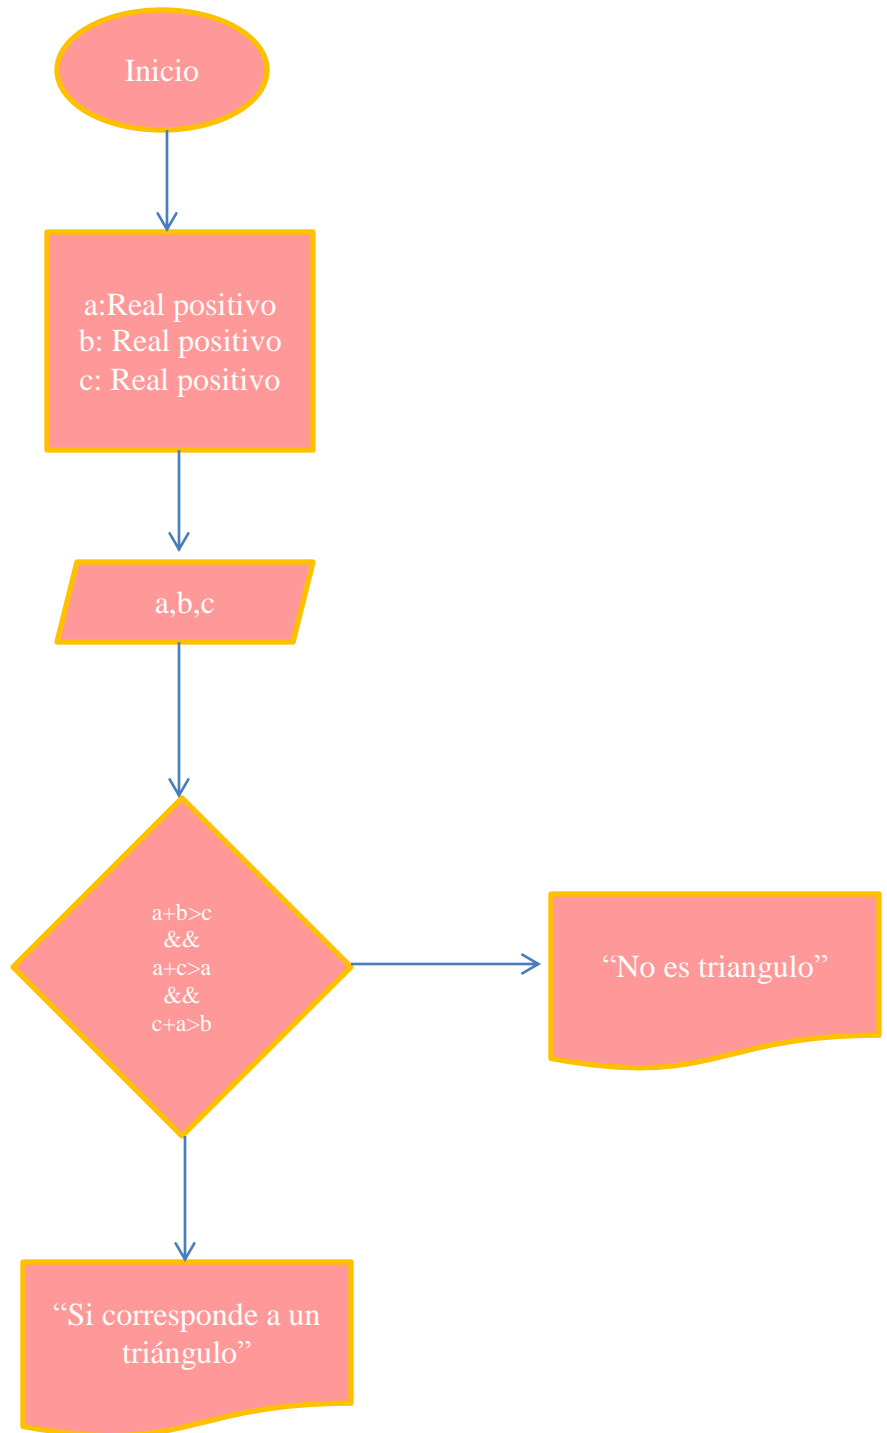 Inicio
a:Real positivo
b: Real positivo
c: Real positivo
a,b,c
a+b>c
&&
a+c>a
&&
c+a>b
“No es triangulo”
“Si corresponde a un
triángulo”